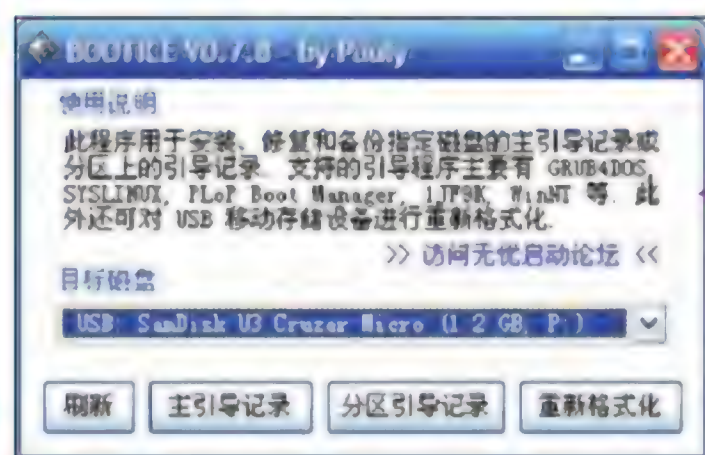 BOOTICE V0.7.8 - by Pauly
使用说明
此程序用于安装、修复和备份指定磁盘的主引导记录或
分区上的引导记录. 支持的引导程序主要有 GRUB4DOS,
SYSLINUX, PLoP Boot Manager, WinNT 等. 此
外还可对 USB 移动存储设备进行重新格式化.
>> 访问无忧启动论坛 <<
目标磁盘
USB: SanDisk U3 Cruzer Micro (1.2 GB, P:)
刷新 主引导记录 分区引导记录 重新格式化